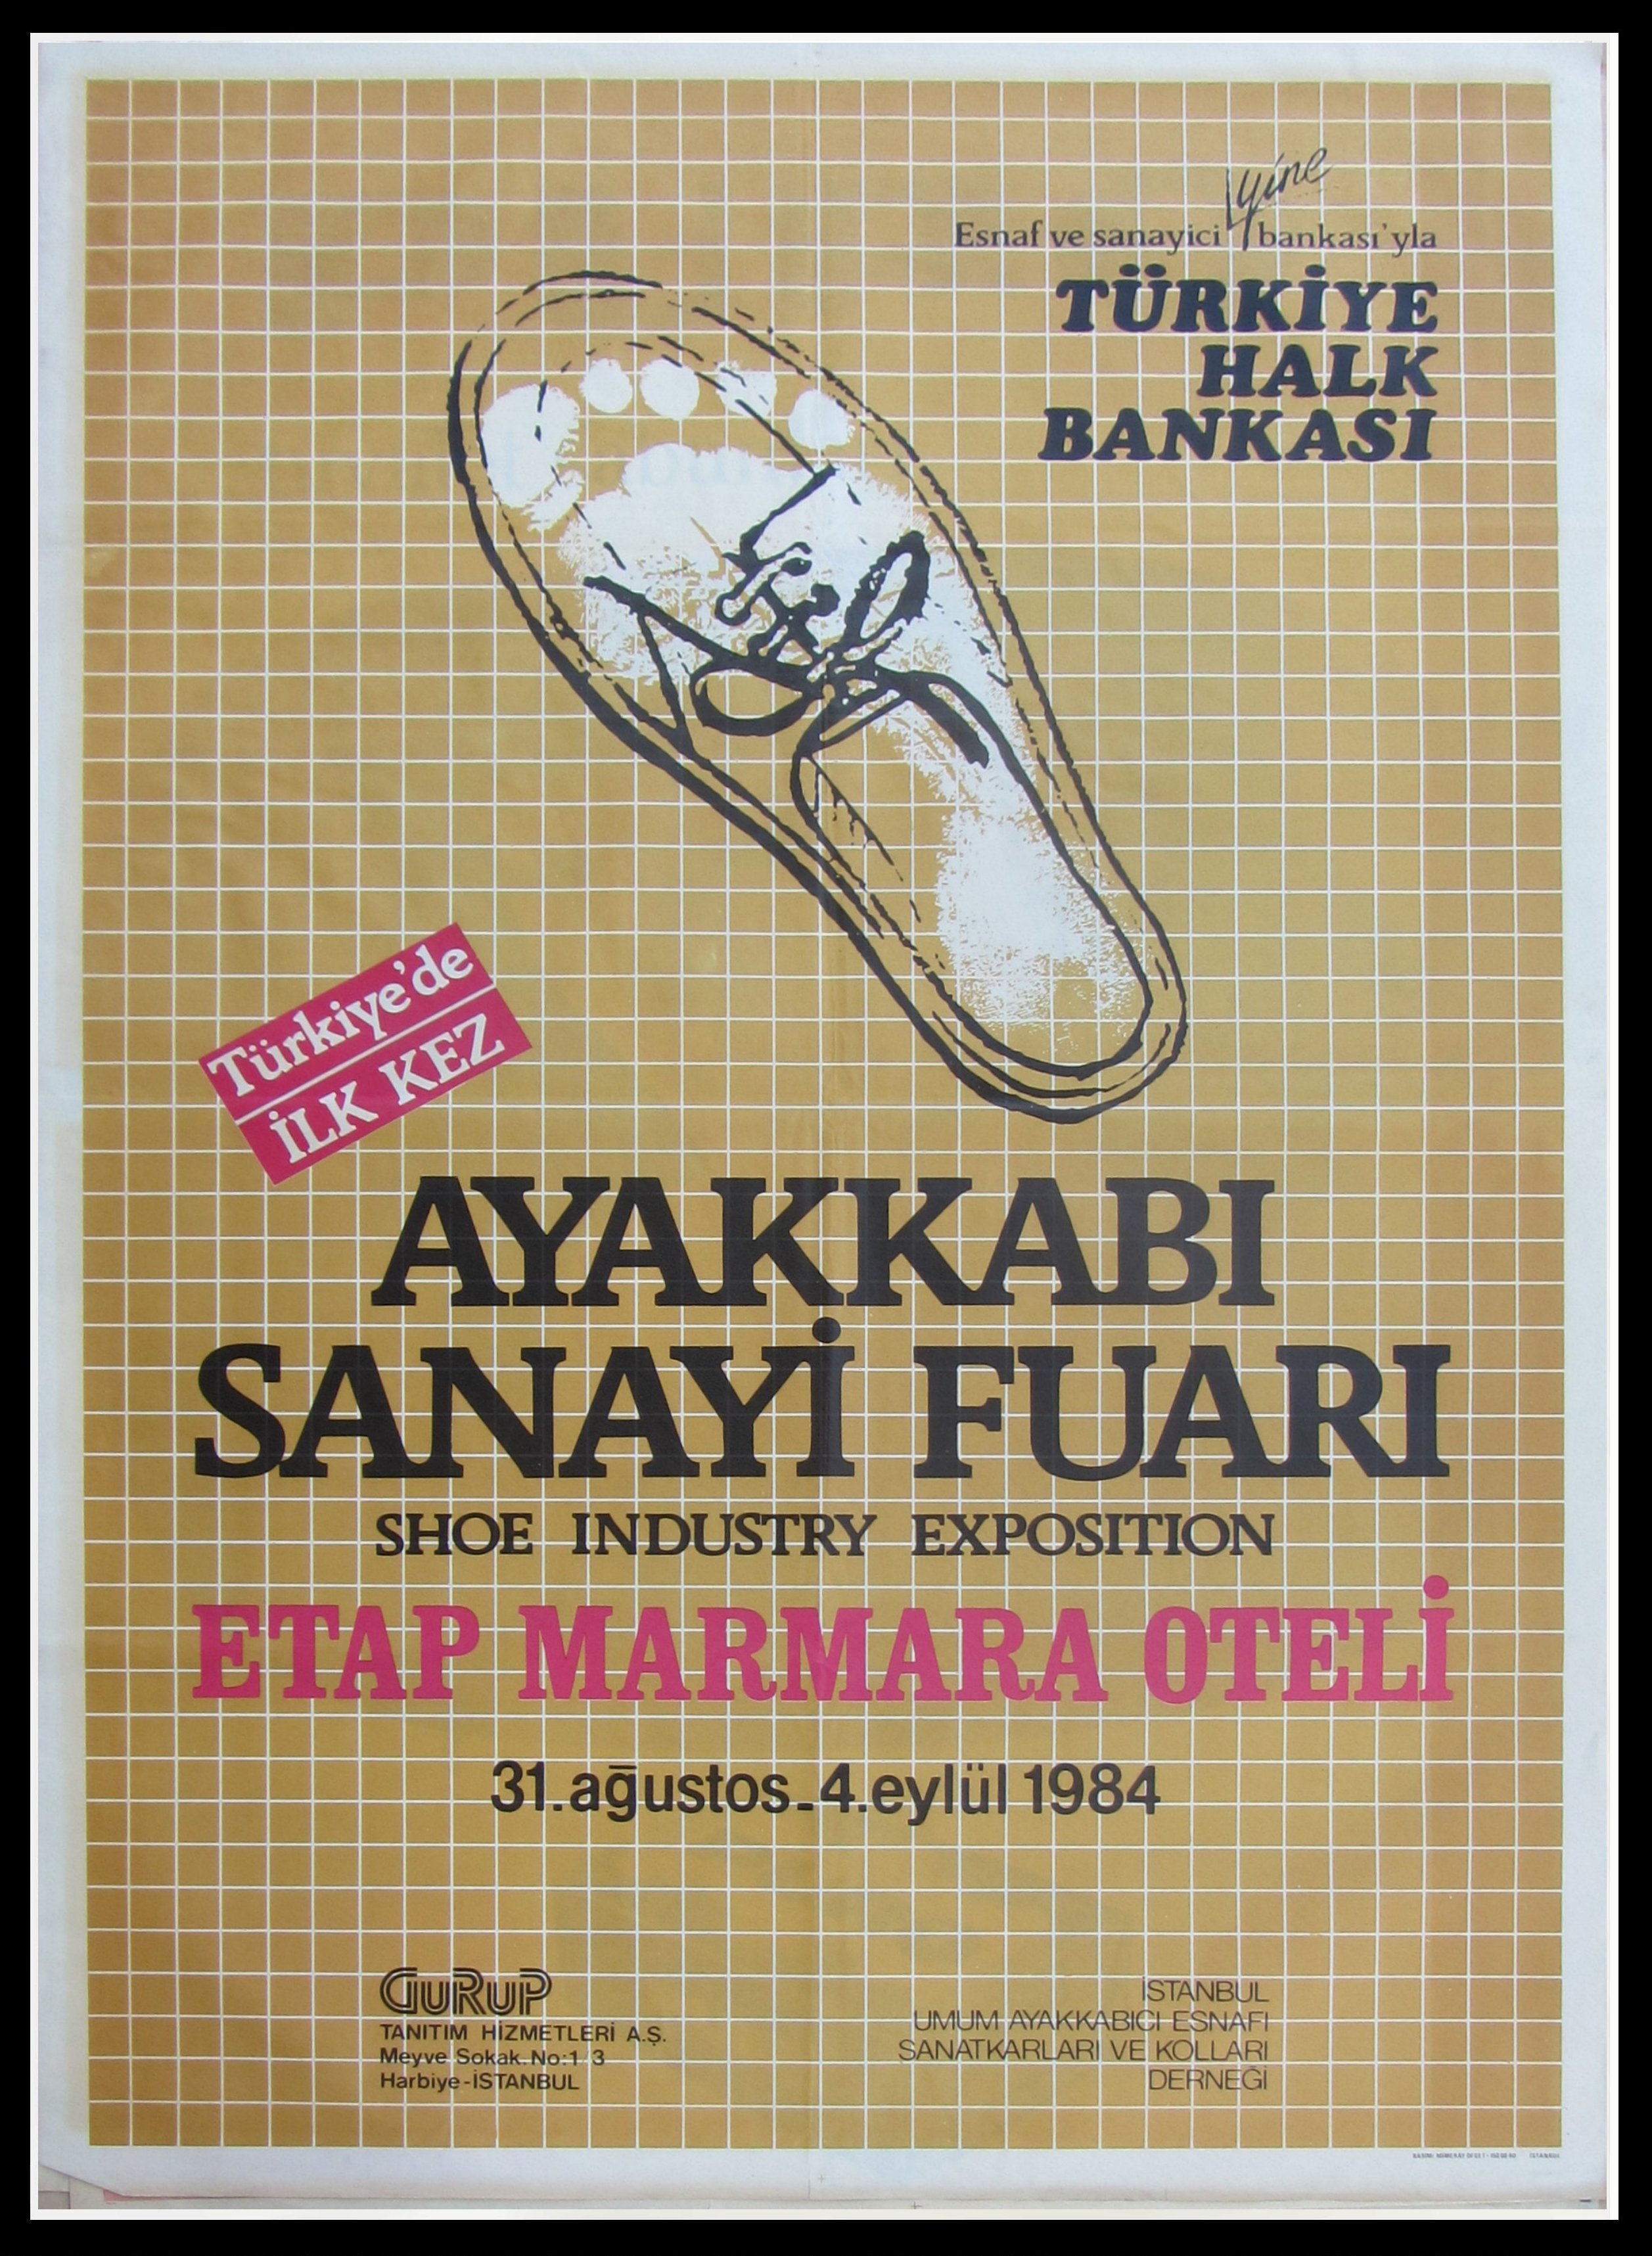 yine
Esnaf ve sanayici bankası'yla
TÜRKİYE
HALK
BANKASI
Türkiye'de
İLK KEZ
AYAKKABI
SANAYİ FUARI
SHOE INDUSTRY EXPOSITION
ETAP MARMARA OTELİ
31.ağustos-4.eylül 1984
GURUP
TANITIM HİZMETLERİ A.Ş.
Meyve Sokak.No:1/3
Harbiye-İSTANBUL
İSTANBUL
UMUM AYAKKABICI ESNAFI
SANATKARLARI VE KOLLARI
DERNEĞİ